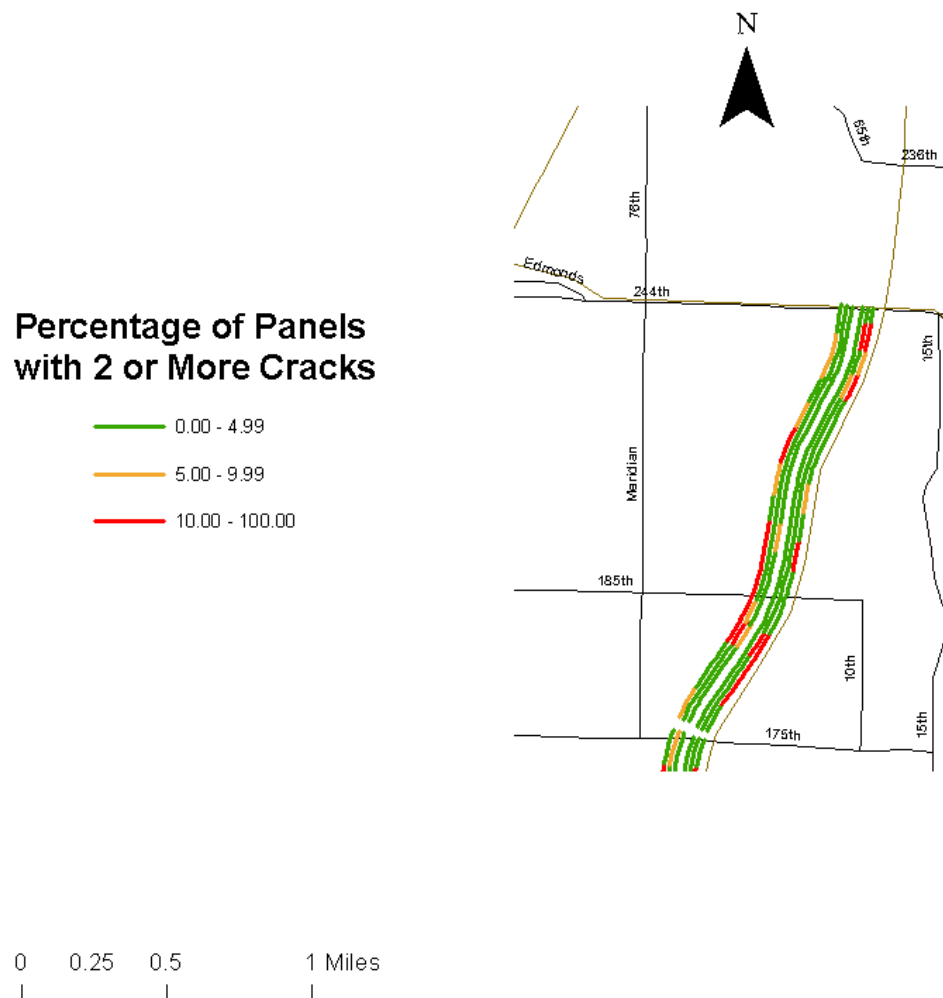 N
65th
236th
76th
Edmonds
244th
Percentage of Panels
with 2 or More Cracks
15th
0.00 - 4.99
5.00 - 9.99
10.00 - 100.00
Meridian
185th
10th
15th
175th
0 0.25 0.5 1 Miles